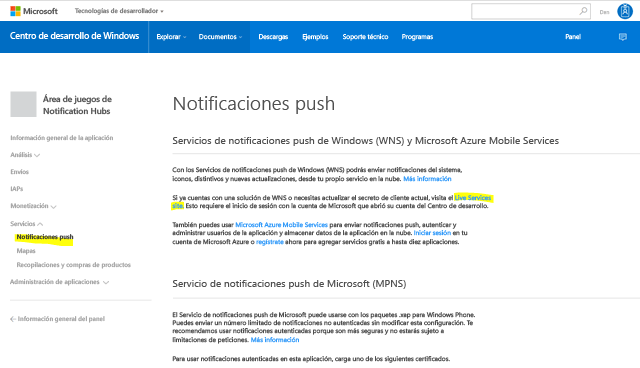 Microsoft
Tecnologías de desarrollador
Dev
Centro de desarrollo de Windows
Explorar
Documentos
Descargas
Ejemplos
Soporte técnico
Programas
Panel
Área de juegos de
Notification Hubs
Información general de la aplicación
Análisis
Envíos
IAPs
Monetización
Servicios
Notificaciones push
Mapas
Recopilaciones y compras de productos
Administración de aplicaciones
Información general del panel
Notificaciones push
Servicios de notificaciones push de Windows (WNS) y Microsoft Azure Mobile Services
Con los Servicios de notificaciones push de Windows (WNS) podrás enviar notificaciones del sistema,
iconos, distintivos y nuevas actualizaciones, desde tu propio servicio en la nube. Más información
Si ya cuentas con una solución de WNS o necesitas actualizar el secreto de cliente actual, visita el Live Services
site. Esto requiere el inicio de sesión con la cuenta de Microsoft que abrió su cuenta del Centro de desarrollo.
También puedes usar Microsoft Azure Mobile Services para enviar notificaciones push, autenticar y
administrar usuarios de la aplicación y almacenar datos de la aplicación en la nube. Iniciar sesión en tu
cuenta de Microsoft Azure o regístrate ahora para agregar servicios gratis a hasta diez aplicaciones.
Servicio de notificaciones push de Microsoft (MPNS)
El Servicio de notificaciones push de Microsoft puede usarse con los paquetes .xap para Windows Phone.
Puedes enviar un número limitado de notificaciones no autenticadas sin modificar esta configuración. Te
recomendamos usar notificaciones autenticadas porque son más seguras y no estarás sujeto a
limitaciones de peticiones. Más información
Para usar notificaciones autenticadas en esta aplicación, carga uno de los siguientes certificados.